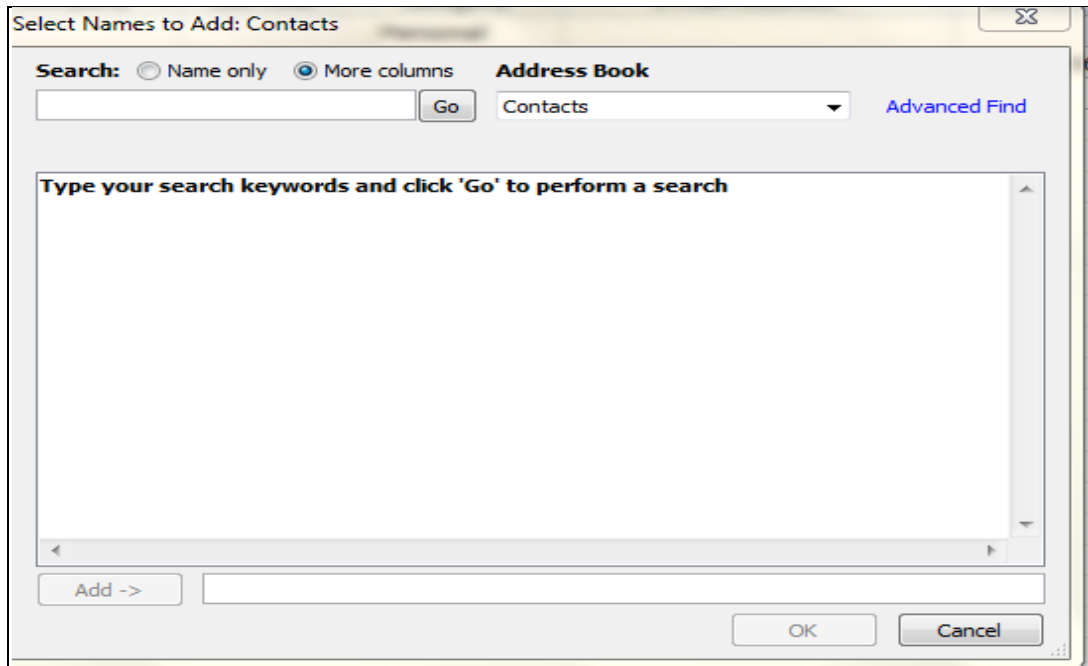 Select Names to Add: Contacts
Search: Name only More columns Address Book
Go Contacts Advanced Find
Type your search keywords and click 'Go' to perform a search
Add ->
OK Cancel